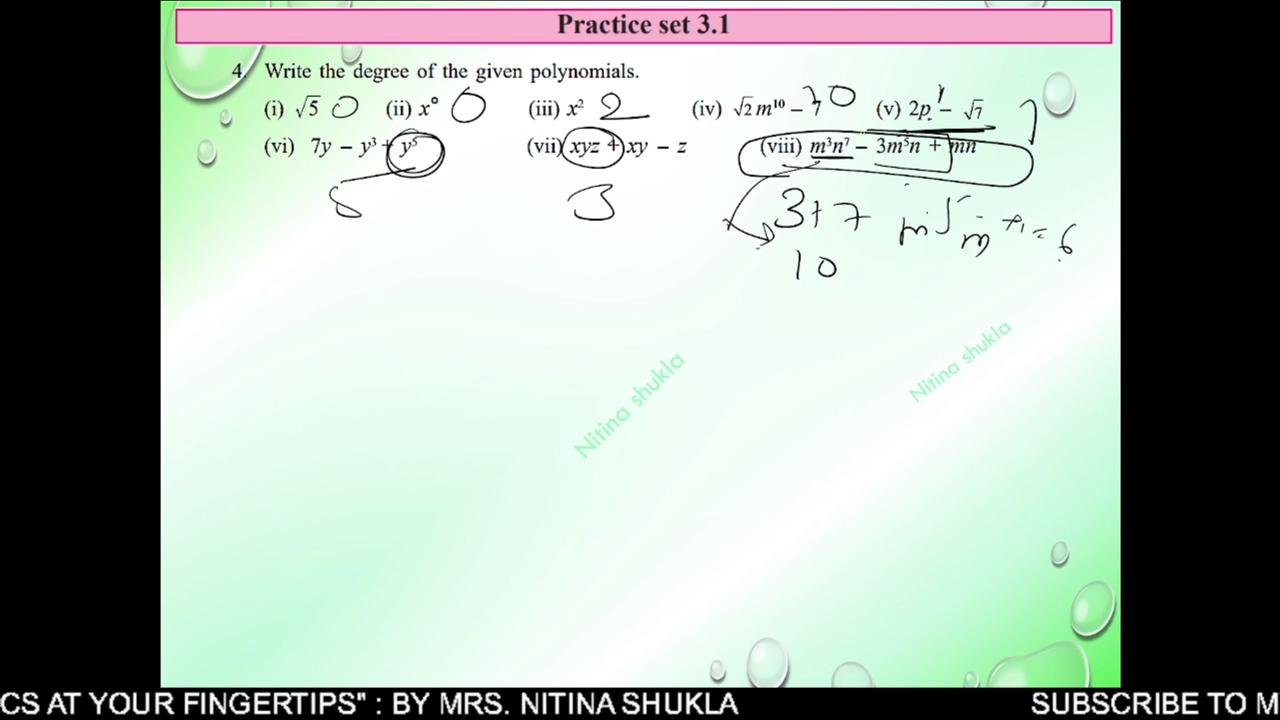 Practice set 3.1
4. Write the degree of the given polynomials.
(i) √5 0 (ii) x° 0 (iii) x² 2 (iv) √2 m¹⁰ – 7 10 (v) 2p¹ – √7 1
(vi) 7y – y³ + y⁵ (vii) xyz + xy – z (viii) m³n⁷ – 3m⁵n + mn
3 3+7 = 6
10
Nitina shukla
Nitina shukla
CS AT YOUR FINGERTIPS" : BY MRS. NITINA SHUKLA SUBSCRIBE TO M